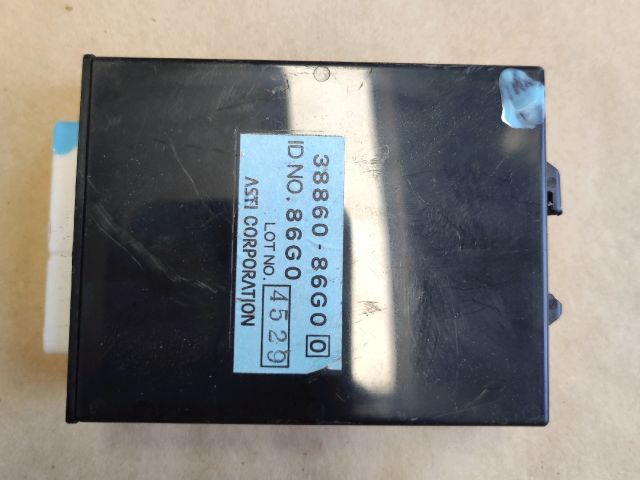 38860-86G0 0
ID NO. 86G0
LOT NO. 4529
ASTI CORPORATION